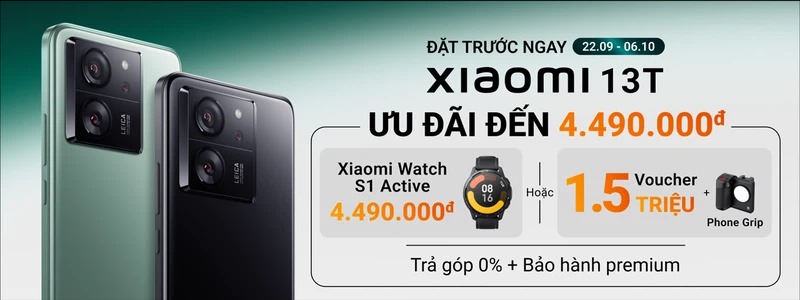 ĐẶT TRƯỚC NGAY 22.09 - 06.10
XIAOMI 13T
ƯU ĐÃI ĐẾN 4.490.000đ
Xiaomi Watch
S1 Active
4.490.000đ
08
16
Hoặc
1.5 Voucher
TRIỆU
+
Phone Grip
Trả góp 0% + Bảo hành premium
LEICA
LEICA